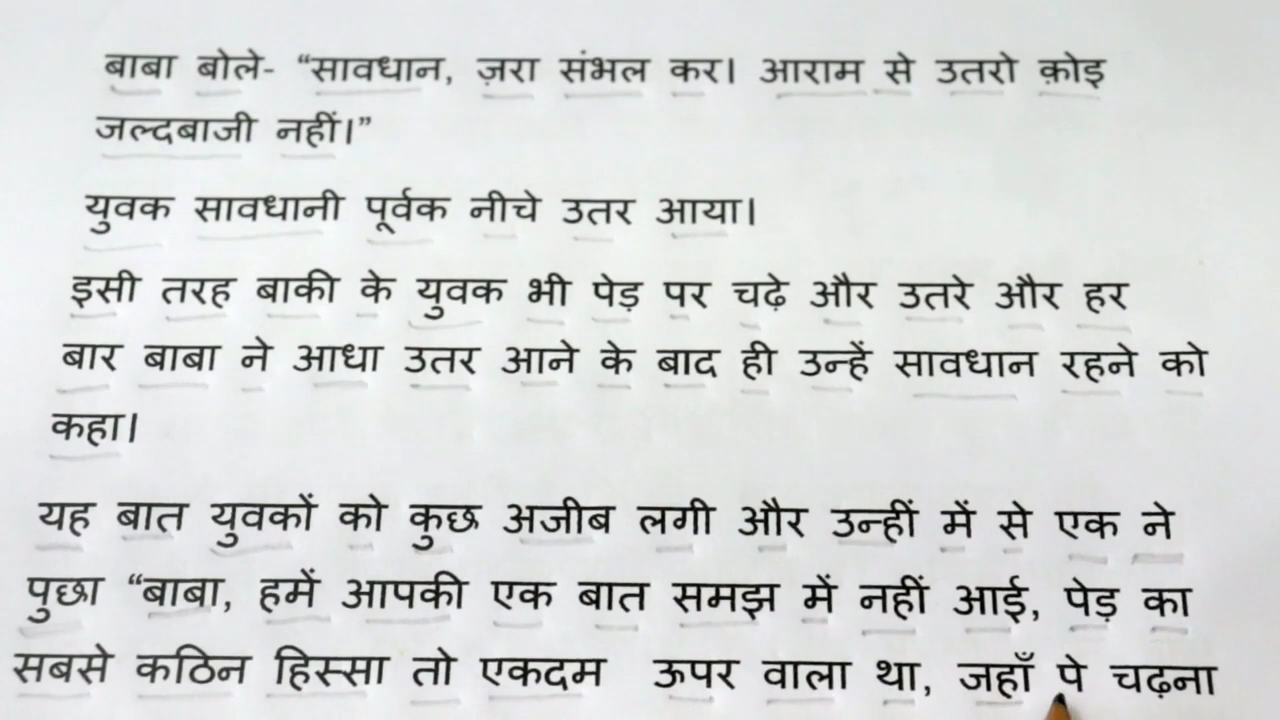 बाबा बोले- “सावधान, ज़रा संभल कर। आराम से उतरो कोइ
जल्दबाजी नहीं।”
युवक सावधानी पूर्वक नीचे उतर आया।
इसी तरह बाकी के युवक भी पेड़ पर चढ़े और उतरे और हर
बार बाबा ने आधा उतर आने के बाद ही उन्हें सावधान रहने को
कहा।
यह बात युवकों को कुछ अजीब लगी और उन्हीं में से एक ने
पुछा “बाबा, हमें आपकी एक बात समझ में नहीं आई, पेड़ का
सबसे कठिन हिस्सा तो एकदम ऊपर वाला था, जहाँ पे चढ़ना